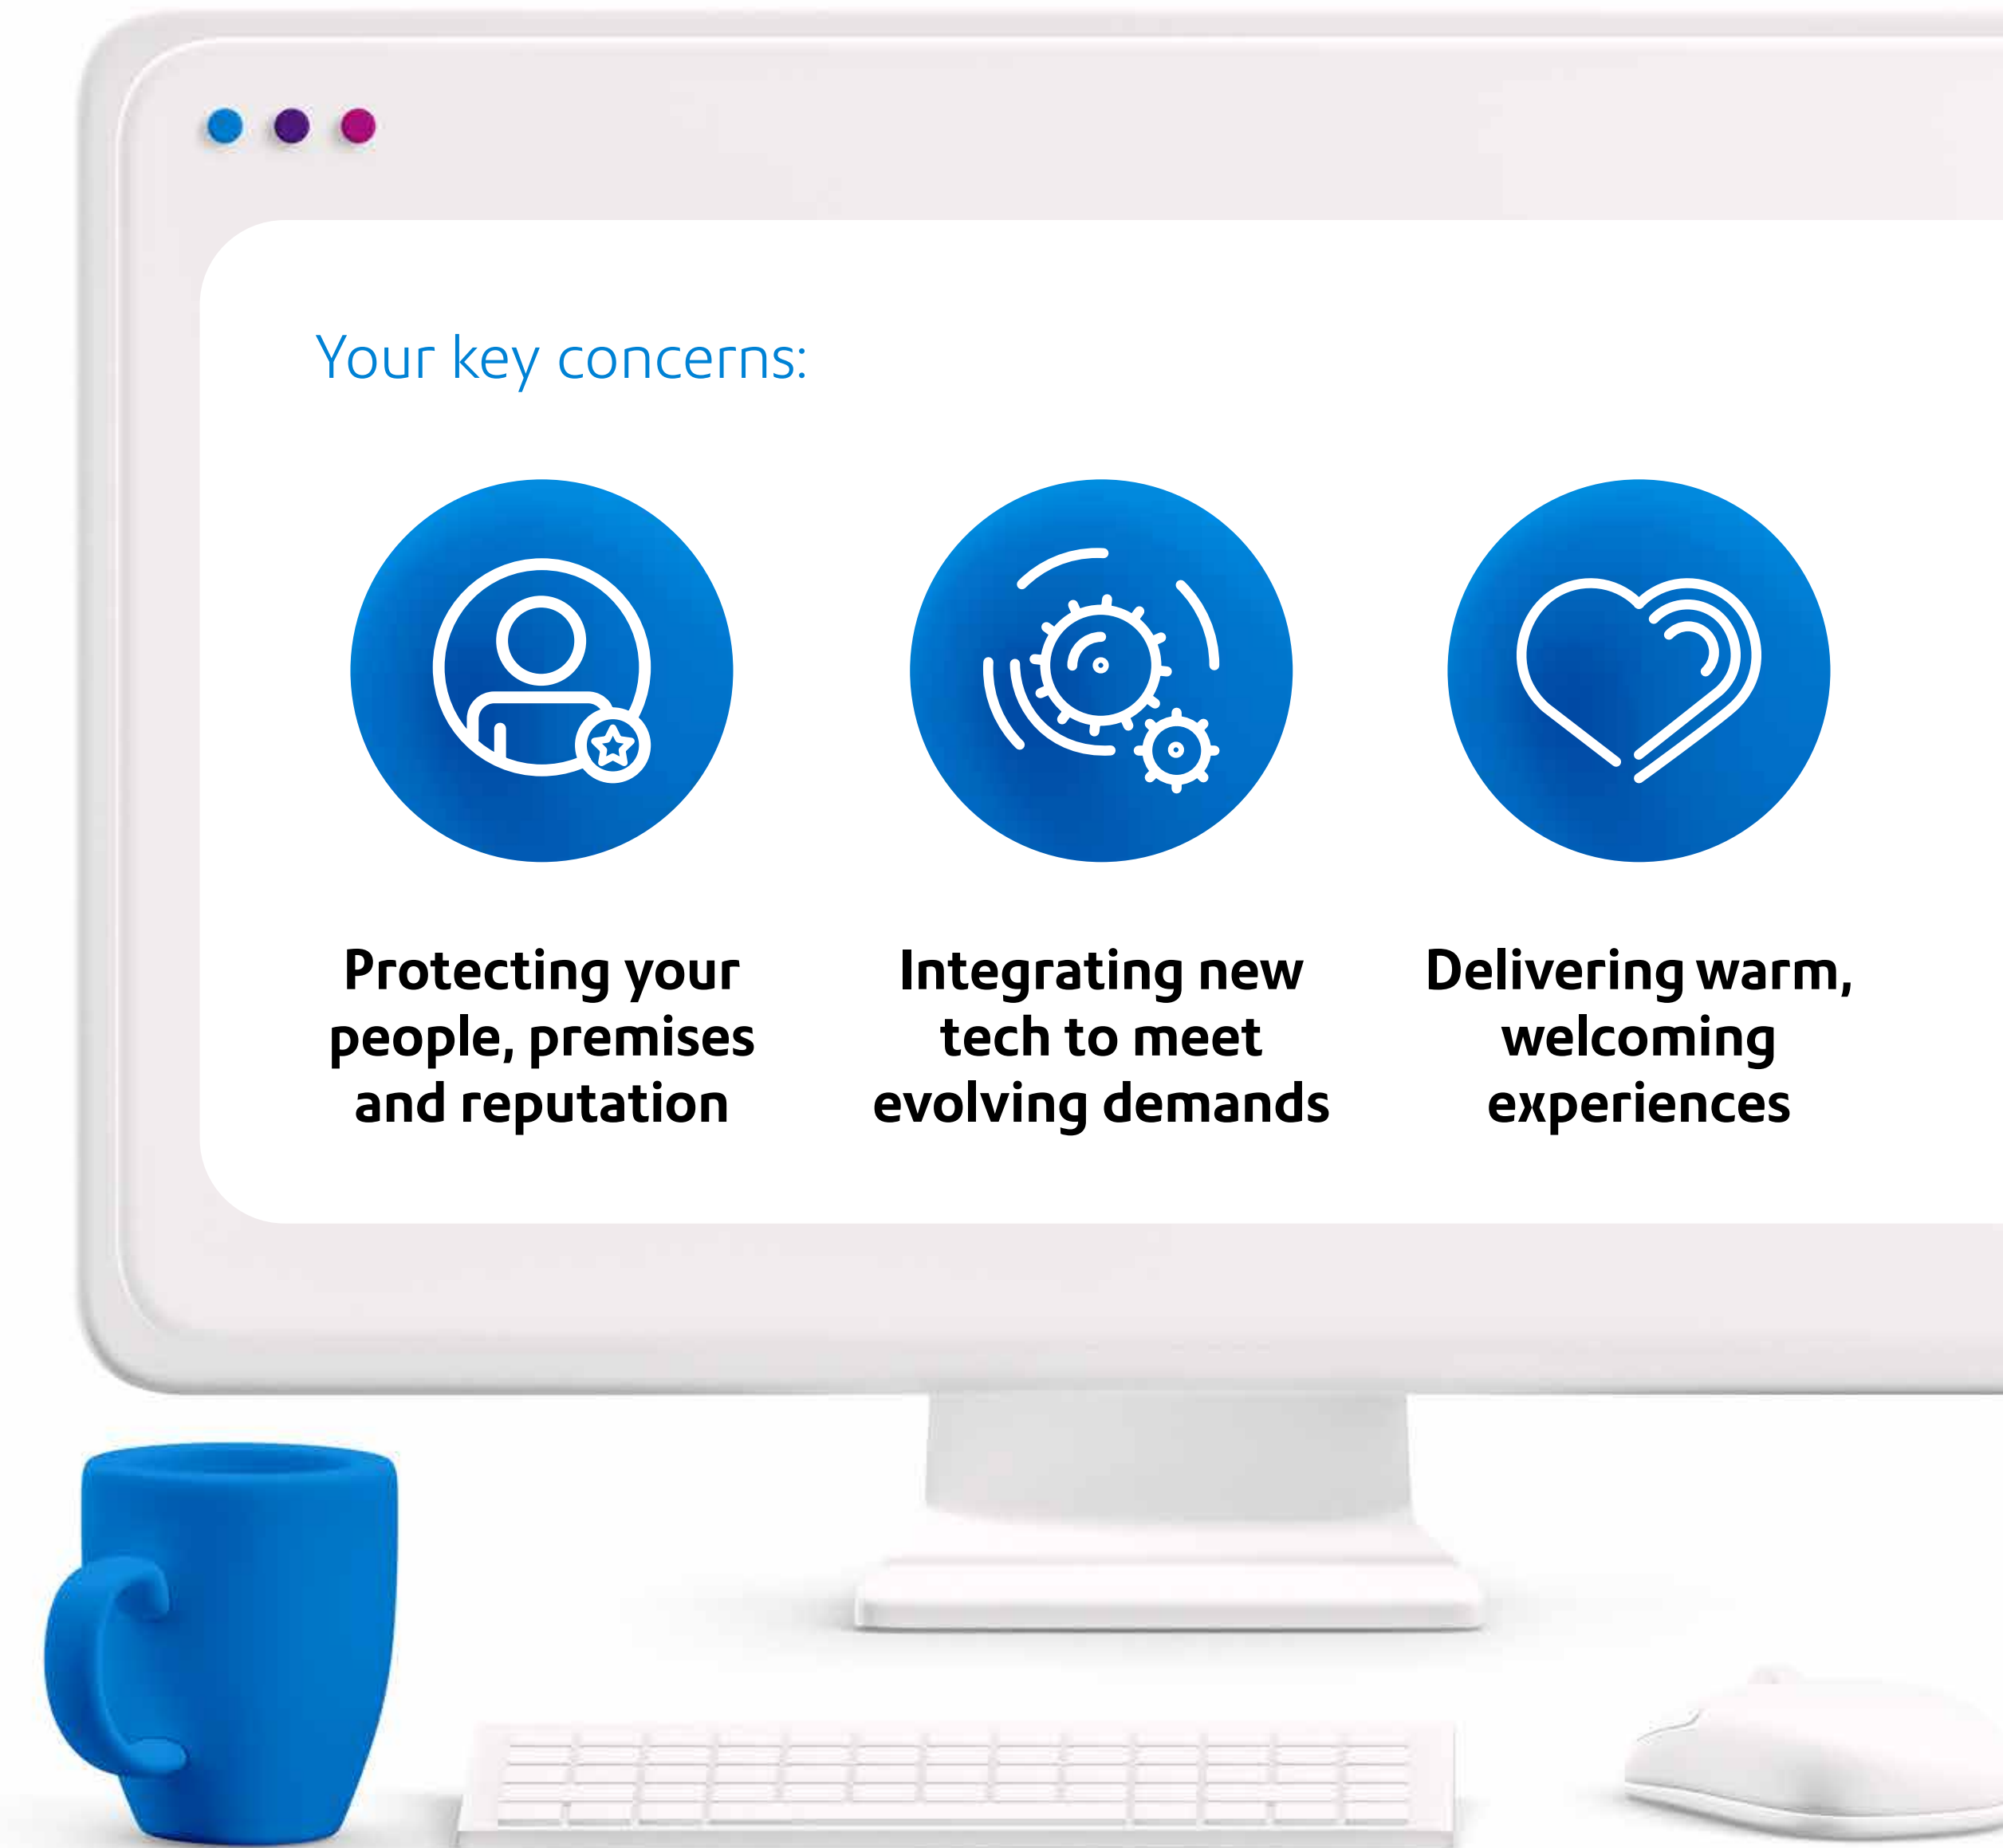 Your key concerns:
Protecting your
people, premises
and reputation
Integrating new
tech to meet
evolving demands
Delivering warm,
welcoming
experiences